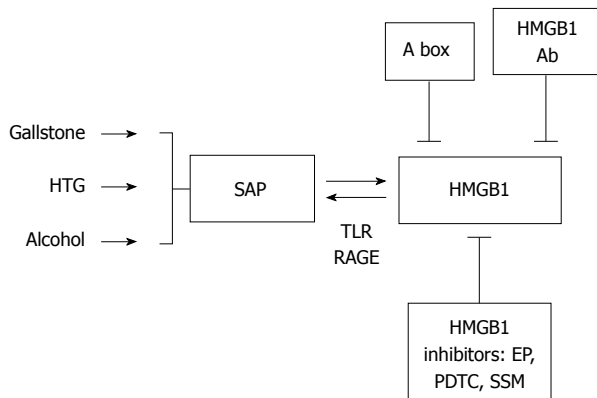 A box
HMGB1
Ab
Gallstone
HTG
Alcohol
SAP
HMGB1
TLR
RAGE
HMGB1
inhibitors: EP,
PDTC, SSM